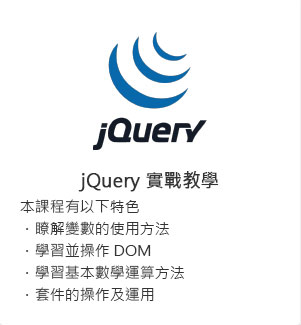 jQuery
jQuery 實戰教學
本課程有以下特色
・瞭解變數的使用方法
・學習並操作 DOM
・學習基本數學運算方法
・套件的操作及運用